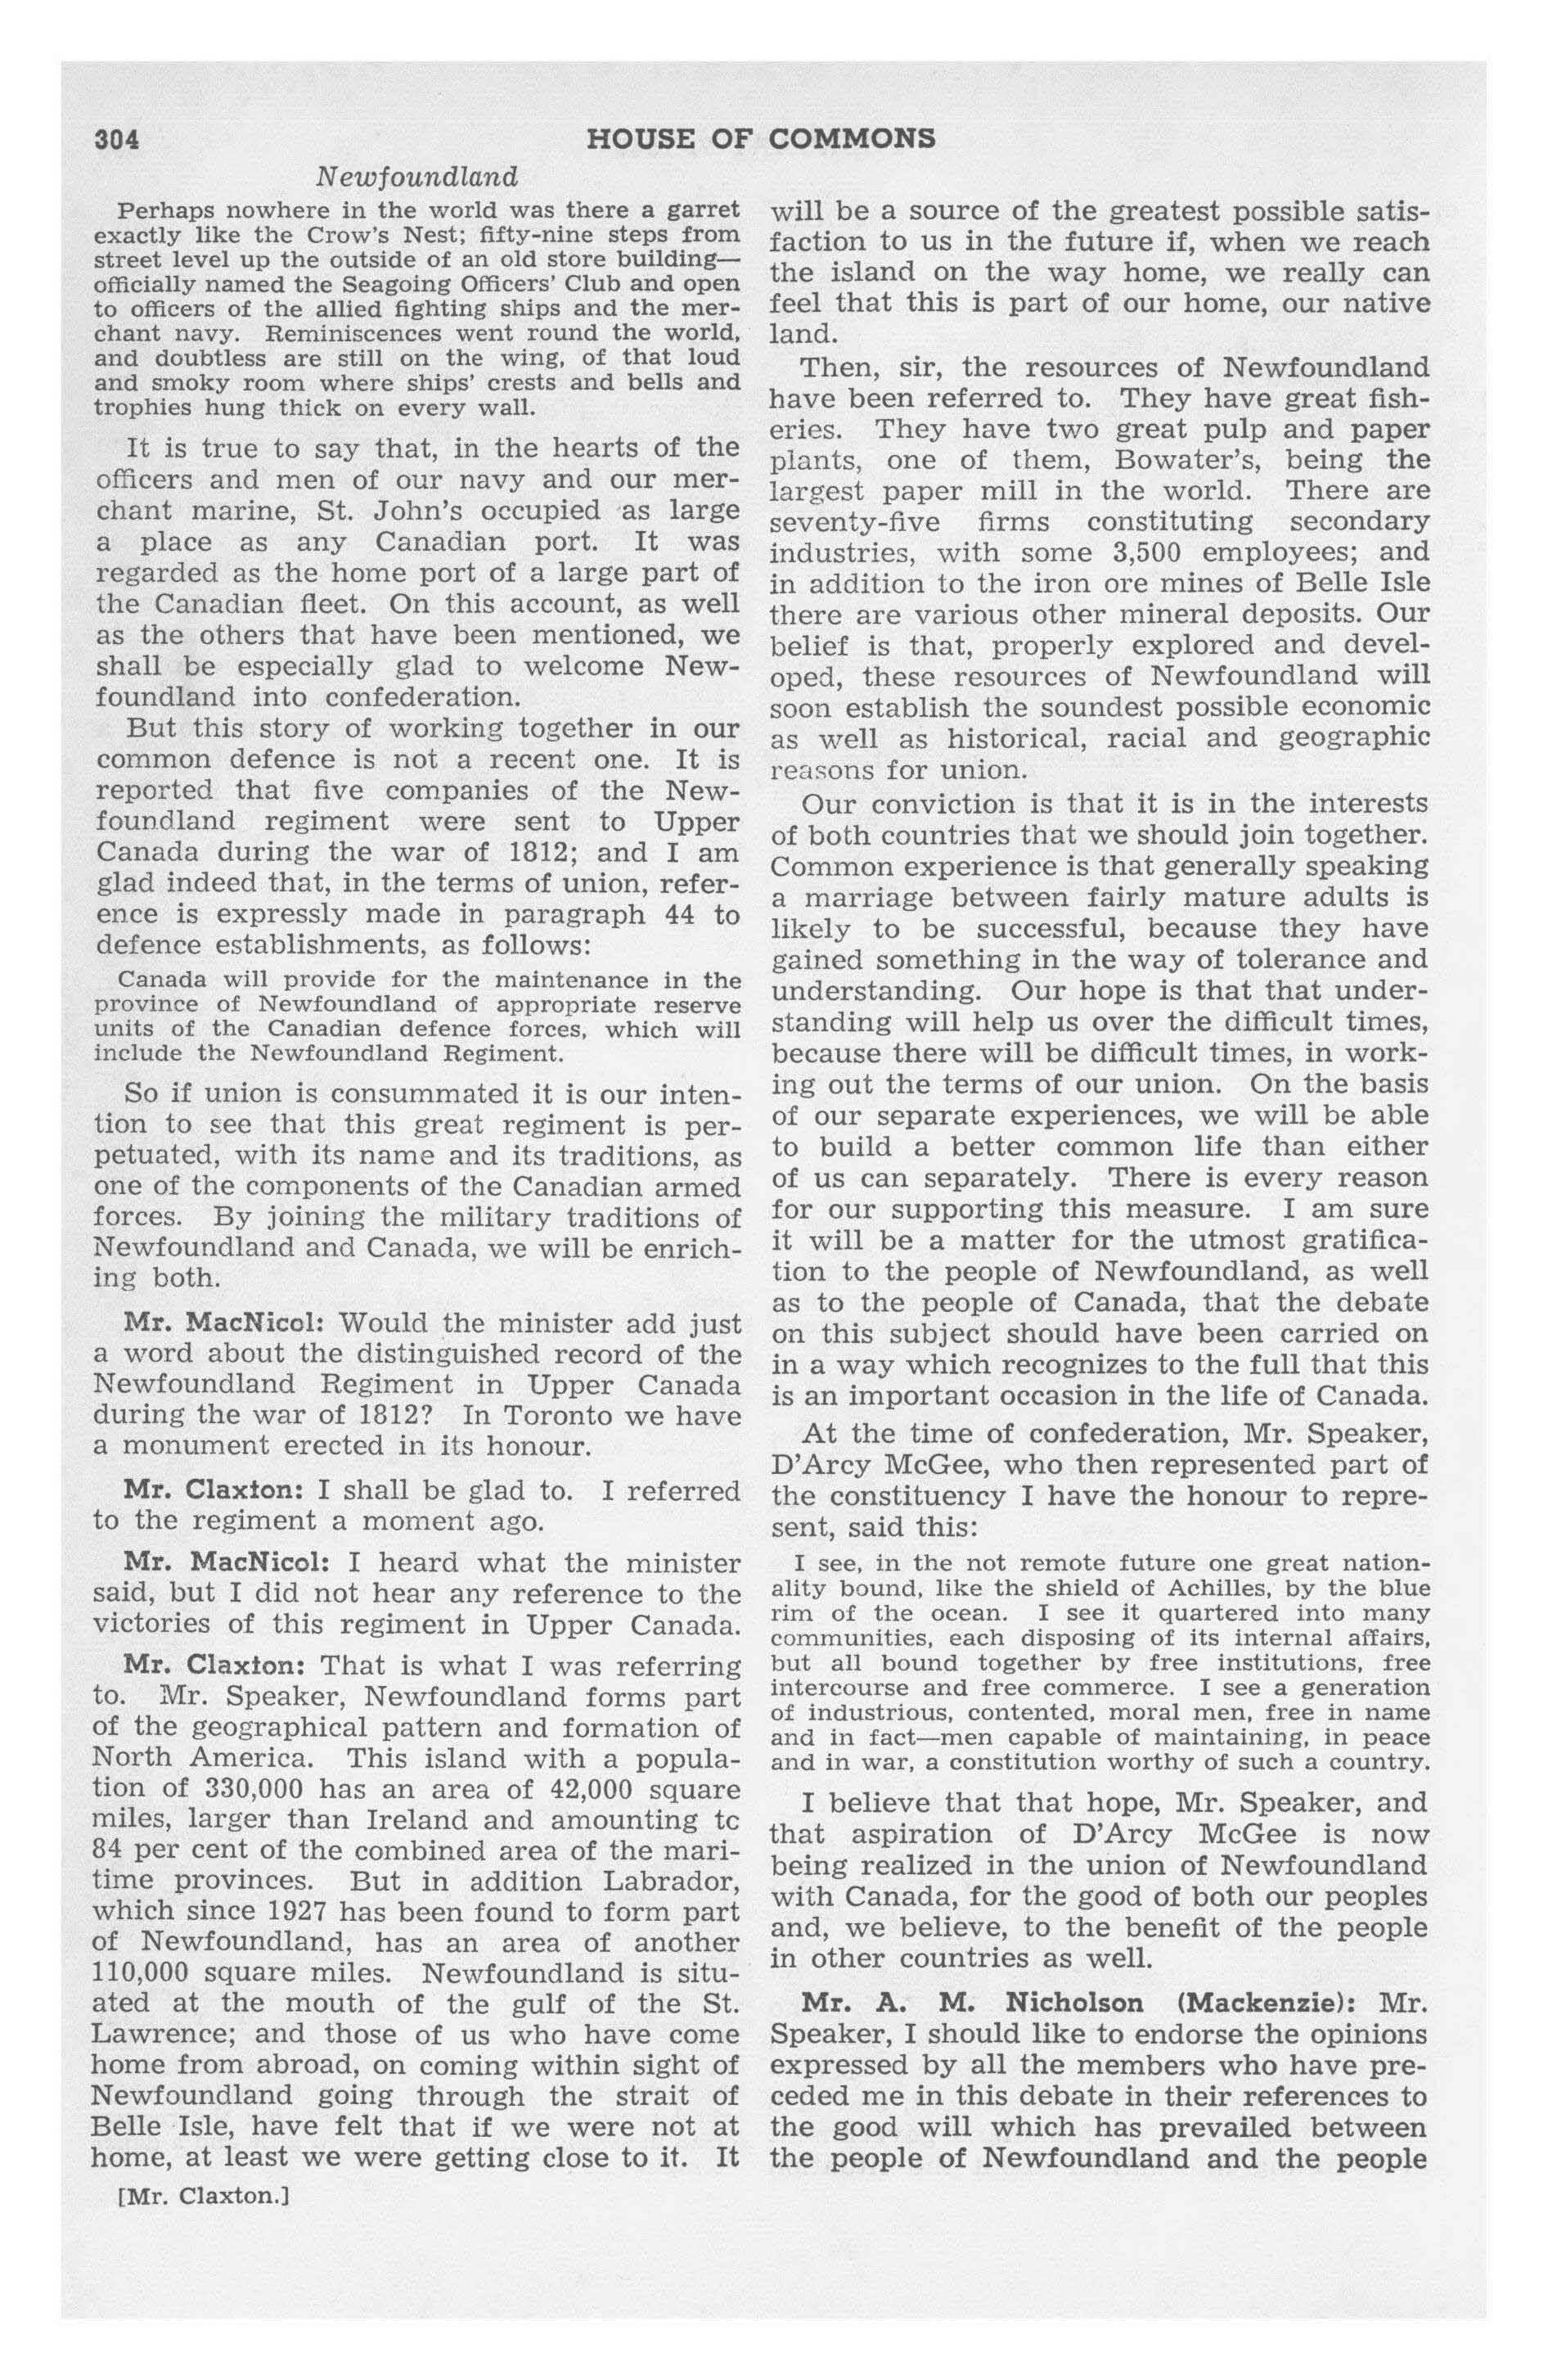 304
HOUSE OF COMMONS
Newfoundland
Perhaps nowhere in the world was there a garret
exactly like the Crow's Nest; fifty-nine steps from
street level up the outside of an old store building—
officially named the Seagoing Officers' Club and open
to officers of the allied fighting ships and the mer-
chant navy. Reminiscences went round the world,
and doubtless are still on the wing, of that loud
and smoky room where ships' crests and bells and
trophies hung thick on every wall.
It is true to say that, in the hearts of the
officers and men of our navy and our mer-
chant marine, St. John's occupied as large
a place as any Canadian port. It was
regarded as the home port of a large part of
the Canadian fleet. On this account, as well
as the others that have been mentioned, we
shall be especially glad to welcome New-
foundland into confederation.
But this story of working together in our
common defence is not a recent one. It is
reported that five companies of the New-
foundland regiment were sent to Upper
Canada during the war of 1812; and I am
glad indeed that, in the terms of union, refer-
ence is expressly made in paragraph 44 to
defence establishments, as follows:
Canada will provide for the maintenance in the
province of Newfoundland of appropriate reserve
units of the Canadian defence forces, which will
include the Newfoundland Regiment.
So if union is consummated it is our inten-
tion to see that this great regiment is per-
petuated, with its name and its traditions, as
one of the components of the Canadian armed
forces. By joining the military traditions of
Newfoundland and Canada, we will be enrich-
ing both.
Mr. MacNicol: Would the minister add just
a word about the distinguished record of the
Newfoundland Regiment in Upper Canada
during the war of 1812? In Toronto we have
a monument erected in its honour.
Mr. Claxton: I shall be glad to. I referred
to the regiment a moment ago.
Mr. MacNicol: I heard what the minister
said, but I did not hear any reference to the
victories of this regiment in Upper Canada.
Mr. Claxton: That is what I was referring
to. Mr. Speaker, Newfoundland forms part
of the geographical pattern and formation of
North America. This island with a popula-
tion of 330,000 has an area of 42,000 square
miles, larger than Ireland and amounting tc
84 per cent of the combined area of the mari-
time provinces. But in addition Labrador,
which since 1927 has been found to form part
of Newfoundland, has an area of another
110,000 square miles. Newfoundland is situ-
ated at the mouth of the gulf of the St.
Lawrence; and those of us who have come
home from abroad, on coming within sight of
Newfoundland going through the strait of
Belle Isle, have felt that if we were not at
home, at least we were getting close to it. It
[Mr. Claxton.]
will be a source of the greatest possible satis-
faction to us in the future if, when we reach
the island on the way home, we really can
feel that this is part of our home, our native
land.
Then, sir, the resources of Newfoundland
have been referred to. They have great fish-
eries. They have two great pulp and paper
plants, one of them, Bowater's, being the
largest paper mill in the world. There are
seventy-five firms constituting secondary
industries, with some 3,500 employees; and
in addition to the iron ore mines of Belle Isle
there are various other mineral deposits. Our
belief is that, properly explored and devel-
oped, these resources of Newfoundland will
soon establish the soundest possible economic
as well as historical, racial and geographic
reasons for union.
Our conviction is that it is in the interests
of both countries that we should join together.
Common experience is that generally speaking
a marriage between fairly mature adults is
likely to be successful, because they have
gained something in the way of tolerance and
understanding. Our hope is that that under-
standing will help us over the difficult times,
because there will be difficult times, in work-
ing out the terms of our union. On the basis
of our separate experiences, we will be able
to build a better common life than either
of us can separately. There is every reason
for our supporting this measure. I am sure
it will be a matter for the utmost gratifica-
tion to the people of Newfoundland, as well
as to the people of Canada, that the debate
on this subject should have been carried on
in a way which recognizes to the full that this
is an important occasion in the life of Canada.
At the time of confederation, Mr. Speaker,
D'Arcy McGee, who then represented part of
the constituency I have the honour to repre-
sent, said this:
I see, in the not remote future one great nation-
ality bound, like the shield of Achilles, by the blue
rim of the ocean. I see it quartered into many
communities, each disposing of its internal affairs,
but all bound together by free institutions, free
intercourse and free commerce. I see a generation
of industrious, contented, moral men, free in name
and in fact—men capable of maintaining, in peace
and in war, a constitution worthy of such a country.
I believe that that hope, Mr. Speaker, and
that aspiration of D'Arcy McGee is now
being realized in the union of Newfoundland
with Canada, for the good of both our peoples
and, we believe, to the benefit of the people
in other countries as well.
Mr. A. M. Nicholson (Mackenzie): Mr.
Speaker, I should like to endorse the opinions
expressed by all the members who have pre-
ceded me in this debate in their references to
the good will which has prevailed between
the people of Newfoundland and the people